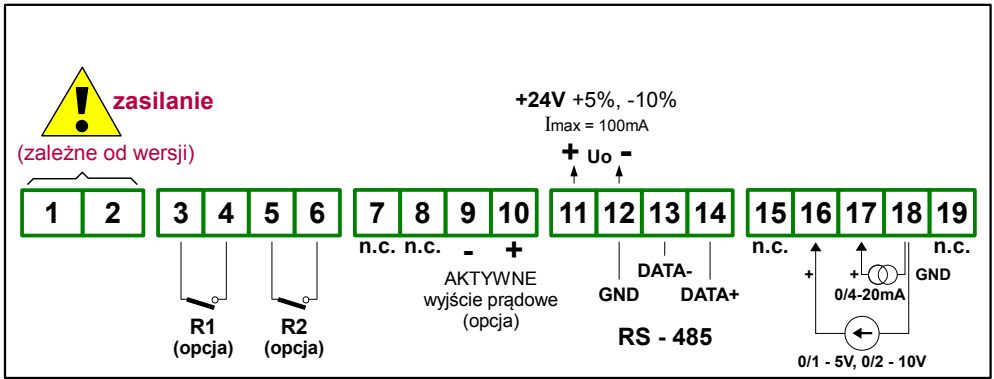 zasilanie
(zależne od wersji)
+24V +5%, -10%
Imax = 100mA
+ Uo -
1 2 3 4 5 6 7 8 9 10 11 12 13 14 15 16 17 18 19
n.c. n.c. - +
AKTYWNE
wyjście prądowe
(opcja)
R1
(opcja)
R2
(opcja)
DATA-
GND DATA+
RS - 485
n.c. n.c.
+ + GND
0/4-20mA
0/1 - 5V, 0/2 - 10V